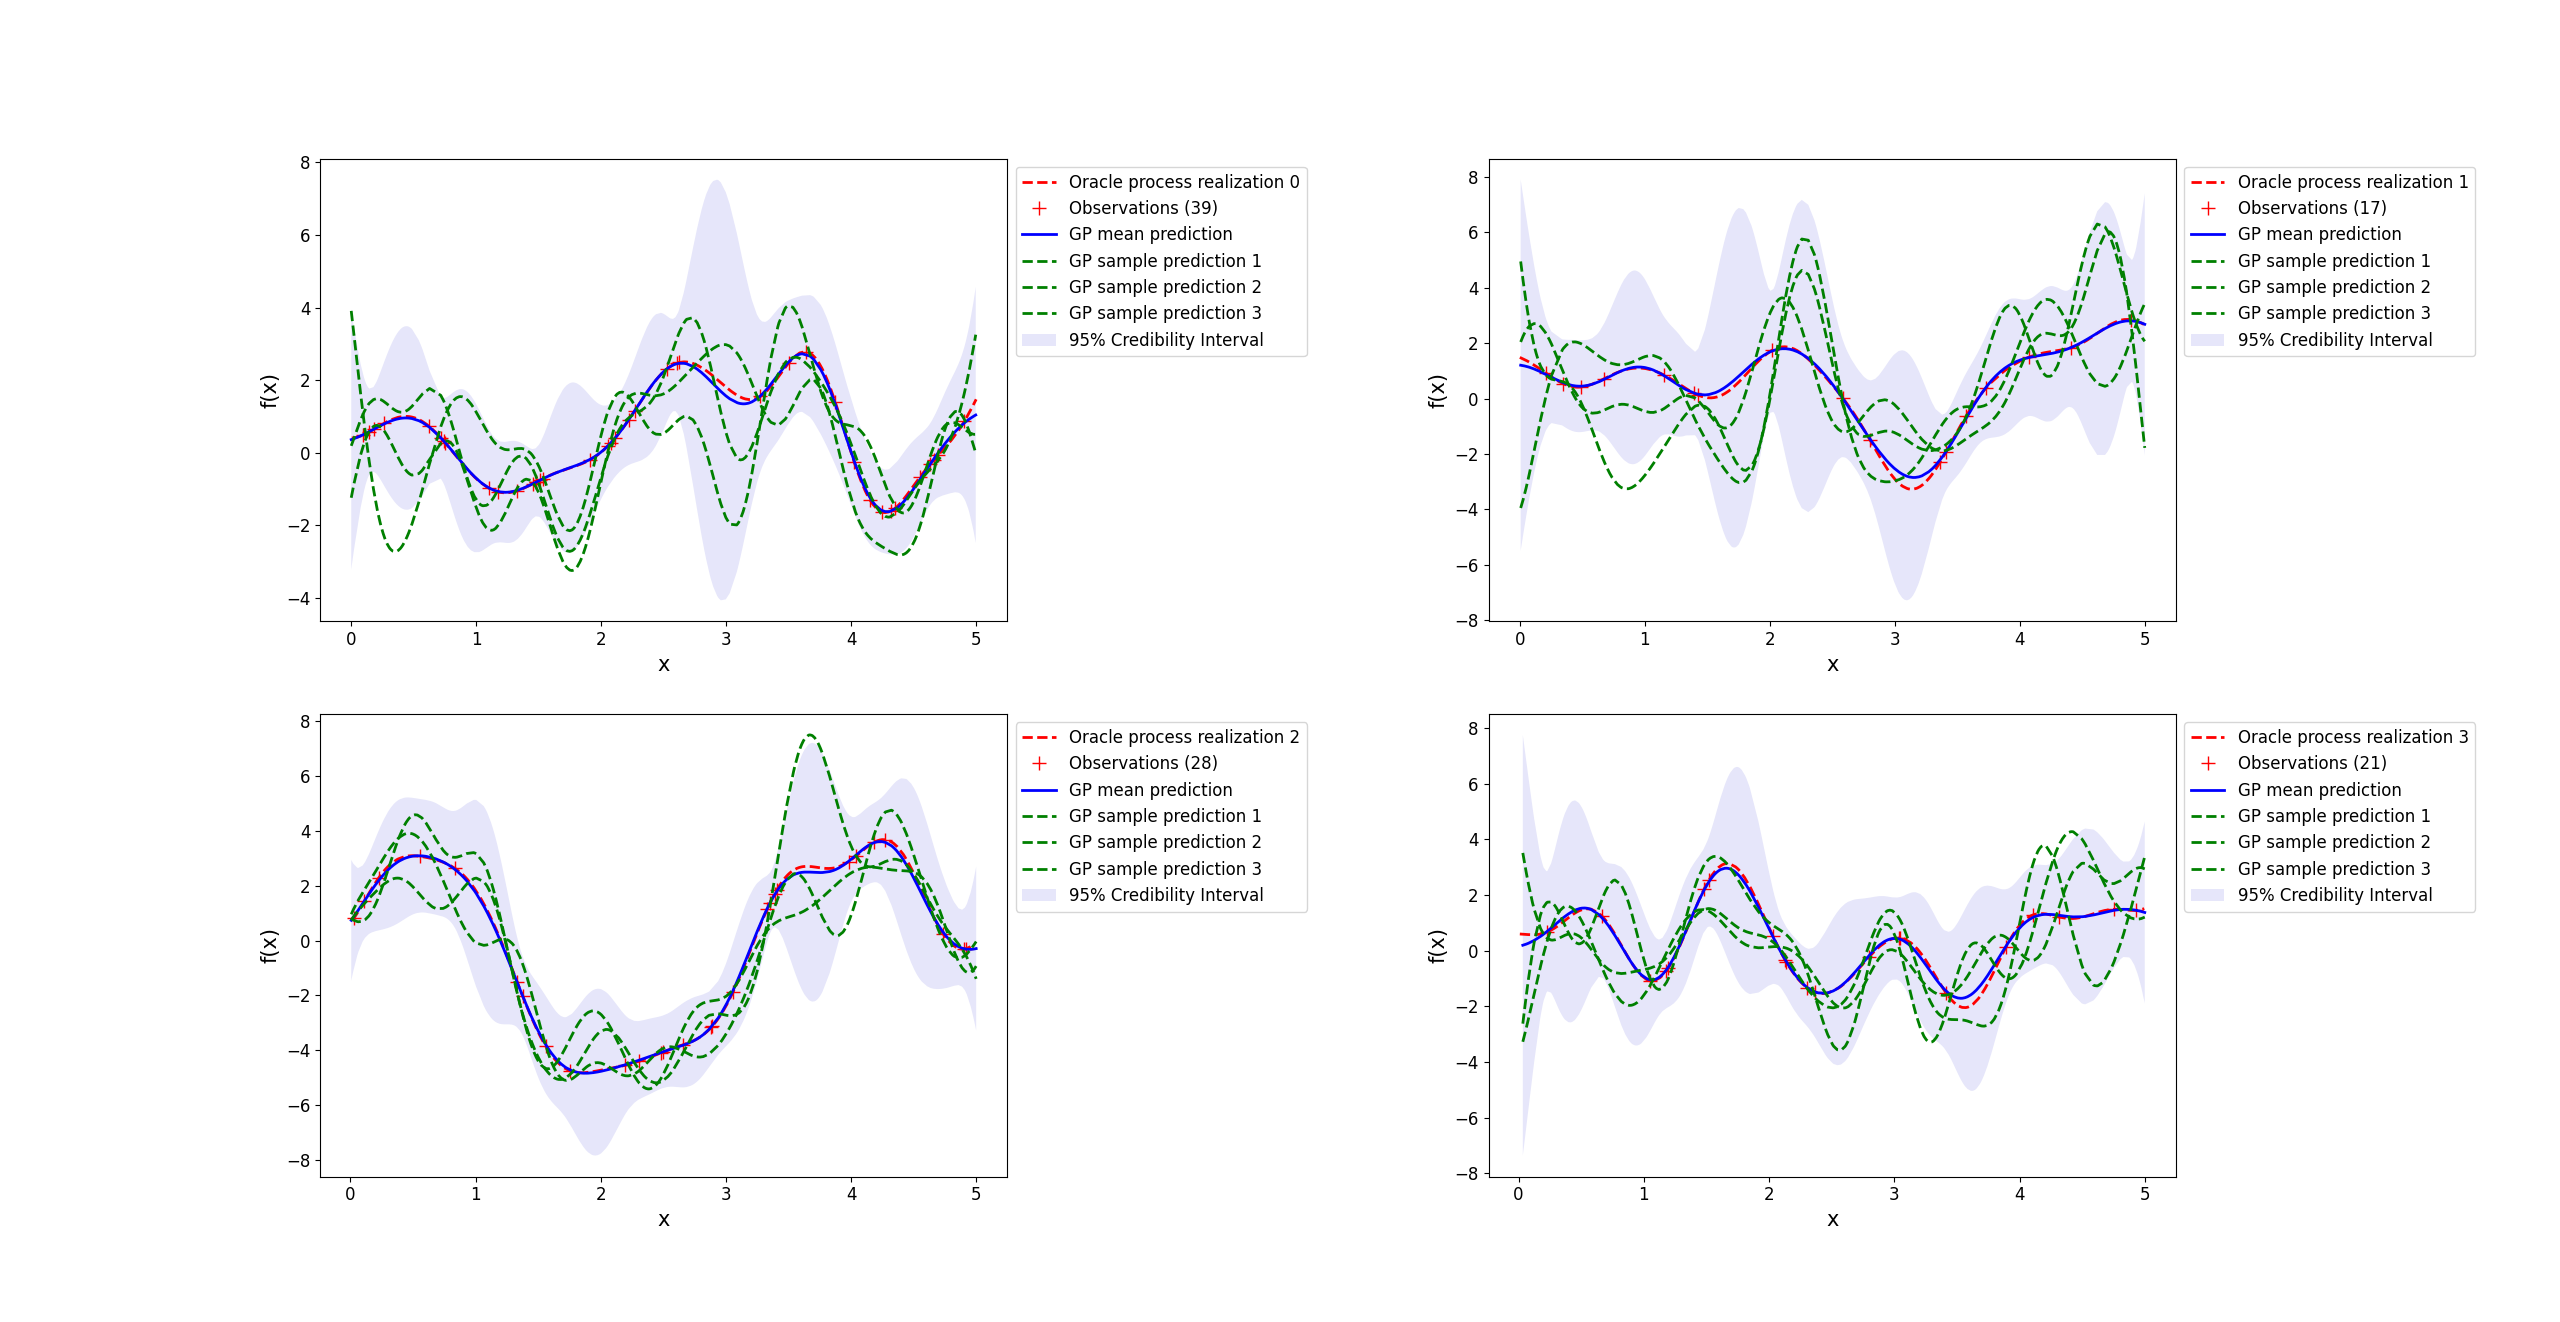 8
6
4
2
0
−2
−4
f(x)
0 1 2 3 4 5
x
Oracle process realization 0
Observations (39)
GP mean prediction
GP sample prediction 1
GP sample prediction 2
GP sample prediction 3
95% Credibility Interval
8
6
4
2
0
−2
−4
−6
−8
f(x)
0 1 2 3 4 5
x
Oracle process realization 1
Observations (17)
GP mean prediction
GP sample prediction 1
GP sample prediction 2
GP sample prediction 3
95% Credibility Interval
8
6
4
2
0
−2
−4
−6
−8
f(x)
0 1 2 3 4 5
x
Oracle process realization 2
Observations (28)
GP mean prediction
GP sample prediction 1
GP sample prediction 2
GP sample prediction 3
95% Credibility Interval
8
6
4
2
0
−2
−4
−6
−8
f(x)
0 1 2 3 4 5
x
Oracle process realization 3
Observations (21)
GP mean prediction
GP sample prediction 1
GP sample prediction 2
GP sample prediction 3
95% Credibility Interval